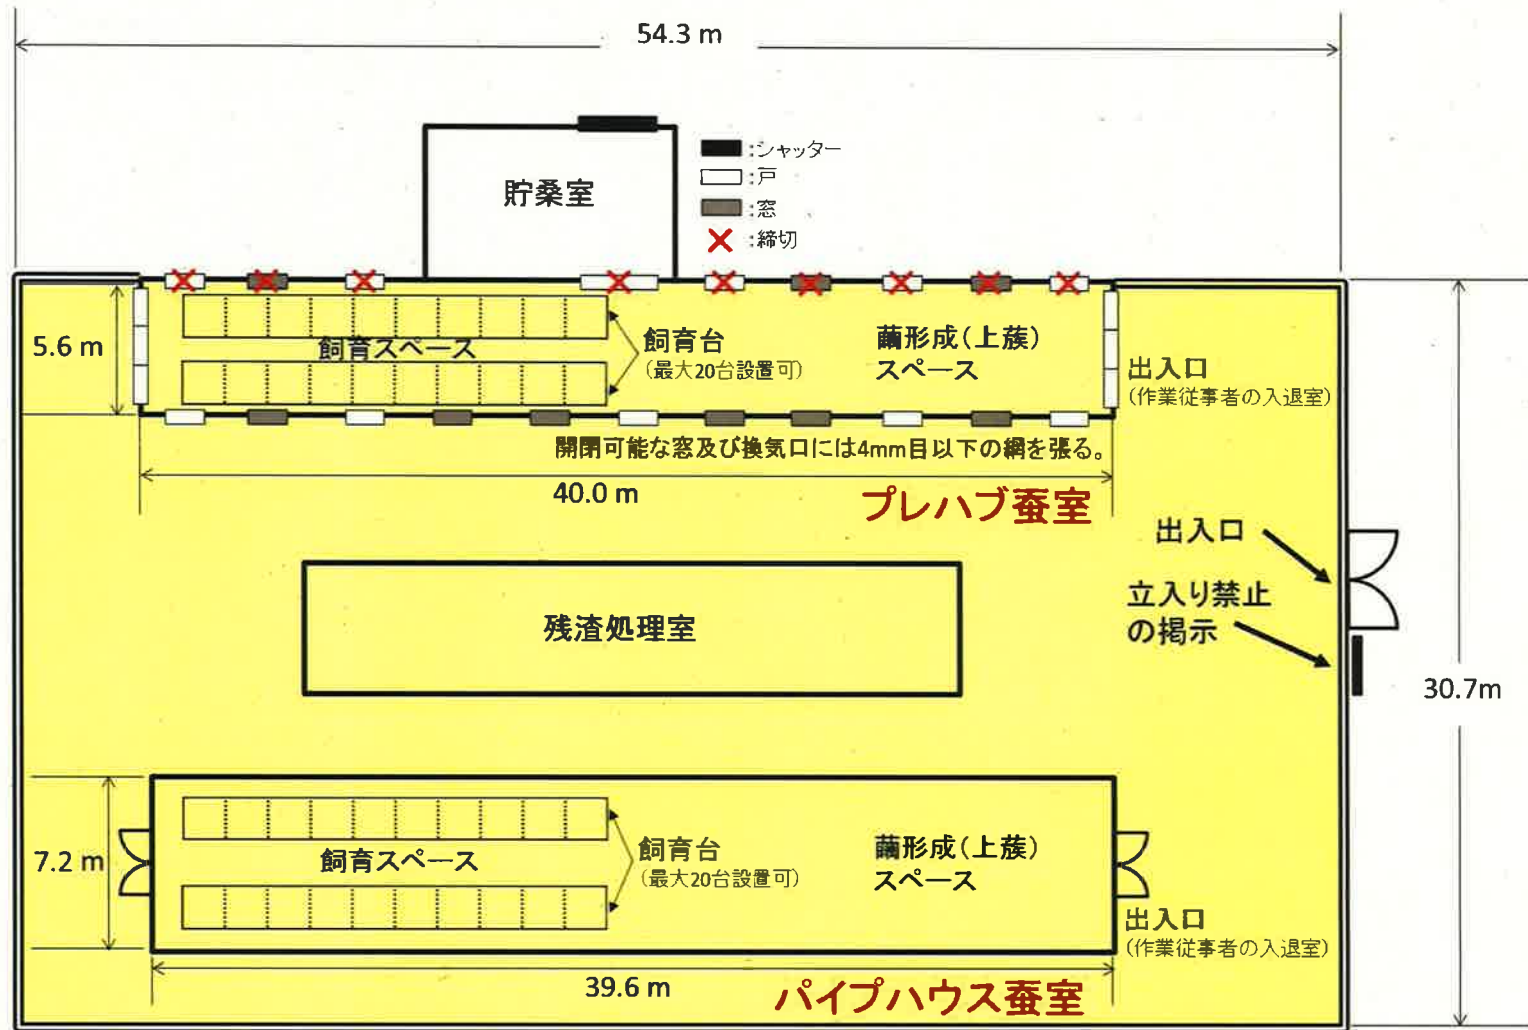 54.3 m
貯桑室
:シャッター
:戸
:窓
:締切
5.6 m
飼育スペース
飼育台
(最大20台設置可)
繭形成(上蔟)
スペース
出入口
(作業従事者の入退室)
開閉可能な窓及び換気口には4mm目以下の網を張る。
40.0 m
プレハブ蚕室
出入口
立入り禁止
の掲示
残渣処理室
30.7m
7.2 m
飼育スペース
飼育台
(最大20台設置可)
繭形成(上蔟)
スペース
出入口
(作業従事者の入退室)
39.6 m
パイプハウス蚕室